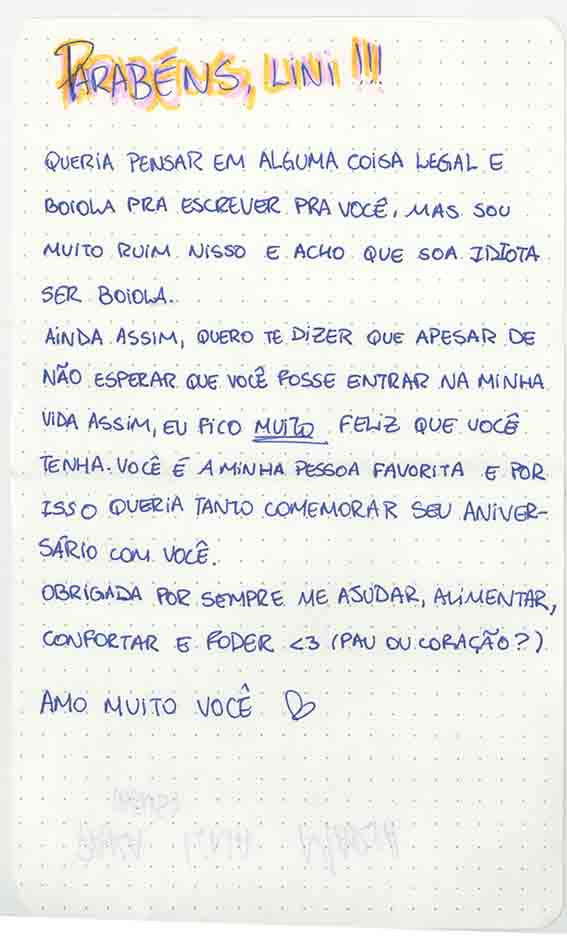 PARABÉNS, LINI !!!
QUERIA PENSAR EM ALGUMA COISA LEGAL E
BOIOLA PRA ESCREVER PRA VOCÊ, MAS SOU
MUITO RUIM NISSO E ACHO QUE SOA IDIOTA
SER BOIOLA.
AINDA ASSIM, QUERO TE DIZER QUE APESAR DE
NÃO ESPERAR QUE VOCÊ FOSSE ENTRAR NA MINHA
VIDA ASSIM, EU FICO MUITO FELIZ QUE VOCÊ
TENHA. VOCÊ É A MINHA PESSOA FAVORITA E POR
ISSO QUERIA TANTO COMEMORAR SEU ANIVER-
SÁRIO COM VOCÊ.
OBRIGADA POR SEMPRE ME AJUDAR, ALIMENTAR,
CONFORTAR E FODER <3 (PAU OU CORAÇÃO?)
AMO MUITO VOCÊ ♡